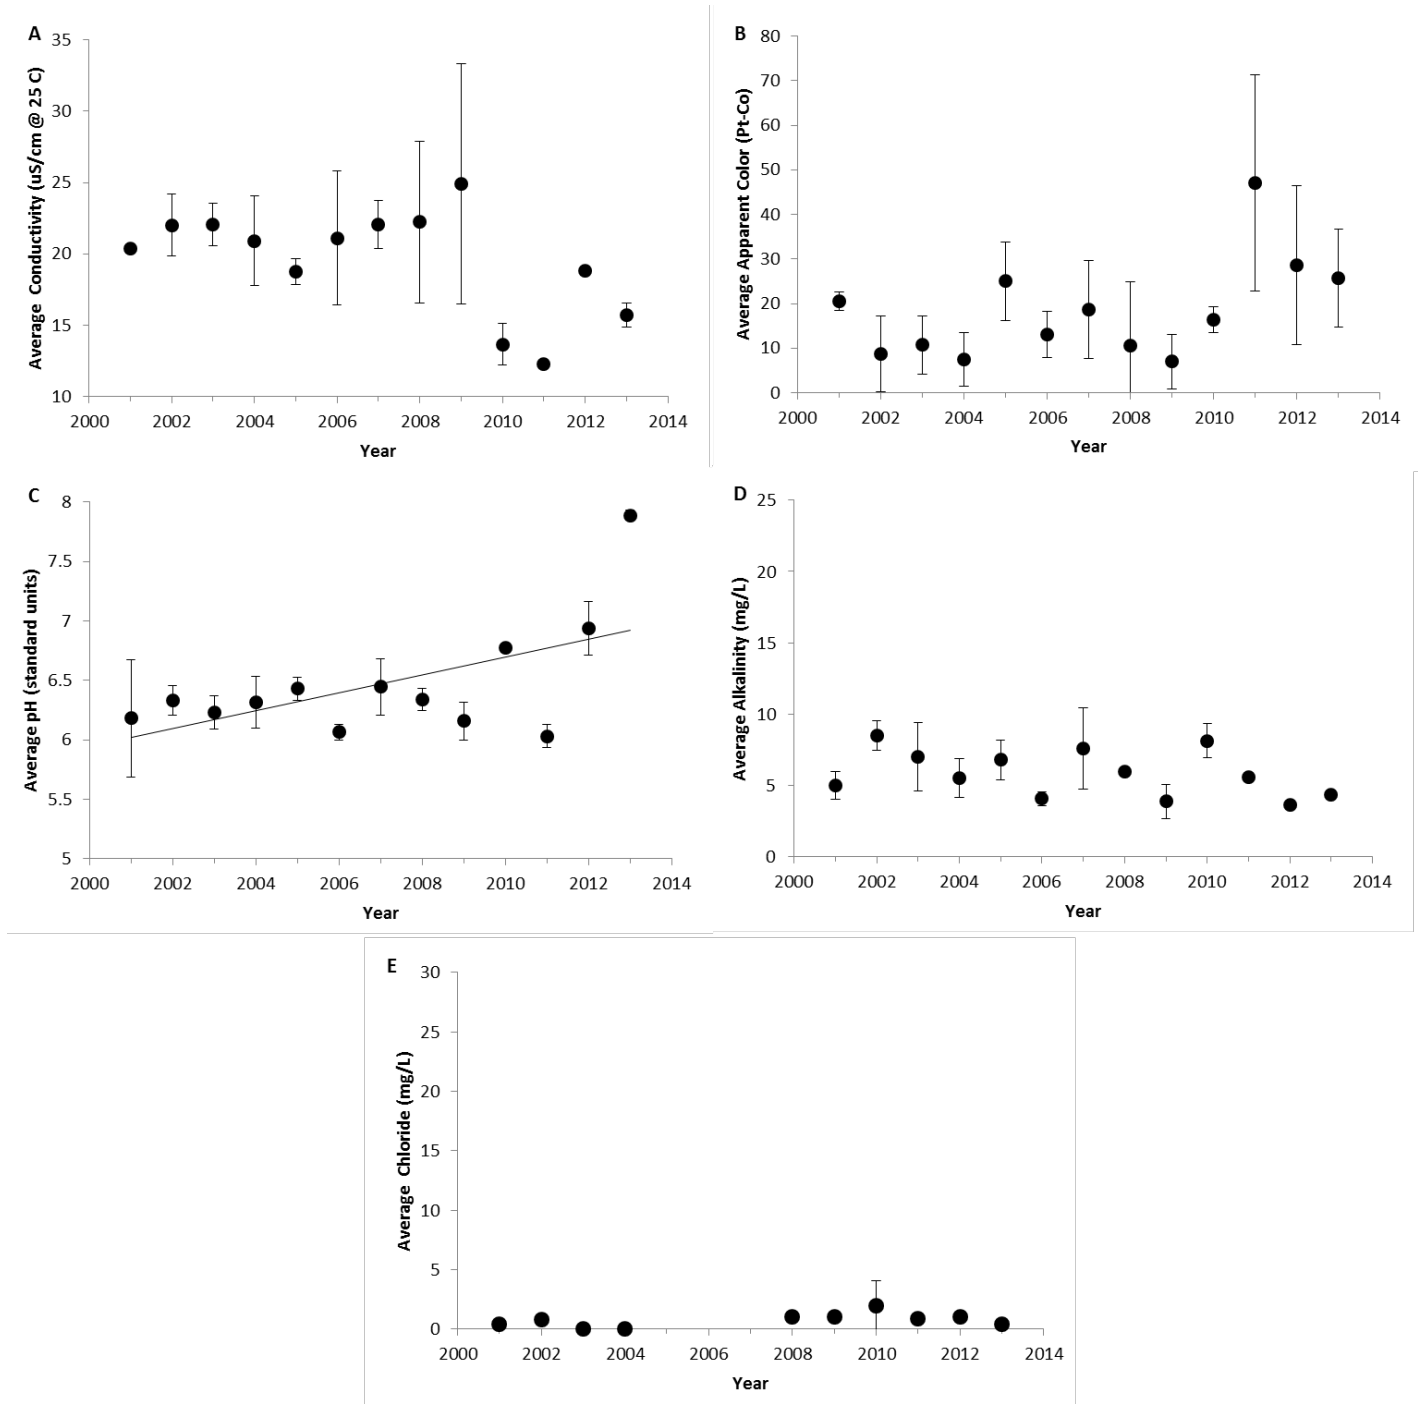 A
35
30
25
20
15
10
Average Conductivity (uS/cm @ 25 C)
2000 2002 2004 2006 2008 2010 2012 2014
Year
B
80
70
60
50
40
30
20
10
0
Average Apparent Color (Pt-Co)
2000 2002 2004 2006 2008 2010 2012 2014
Year
C
8
7.5
7
6.5
6
5.5
5
Average pH (standard units)
2000 2002 2004 2006 2008 2010 2012 2014
Year
D
25
20
15
10
5
0
Average Alkalinity (mg/L)
2000 2002 2004 2006 2008 2010 2012 2014
Year
E
30
25
20
15
10
5
0
Average Chloride (mg/L)
2000 2002 2004 2006 2008 2010 2012 2014
Year